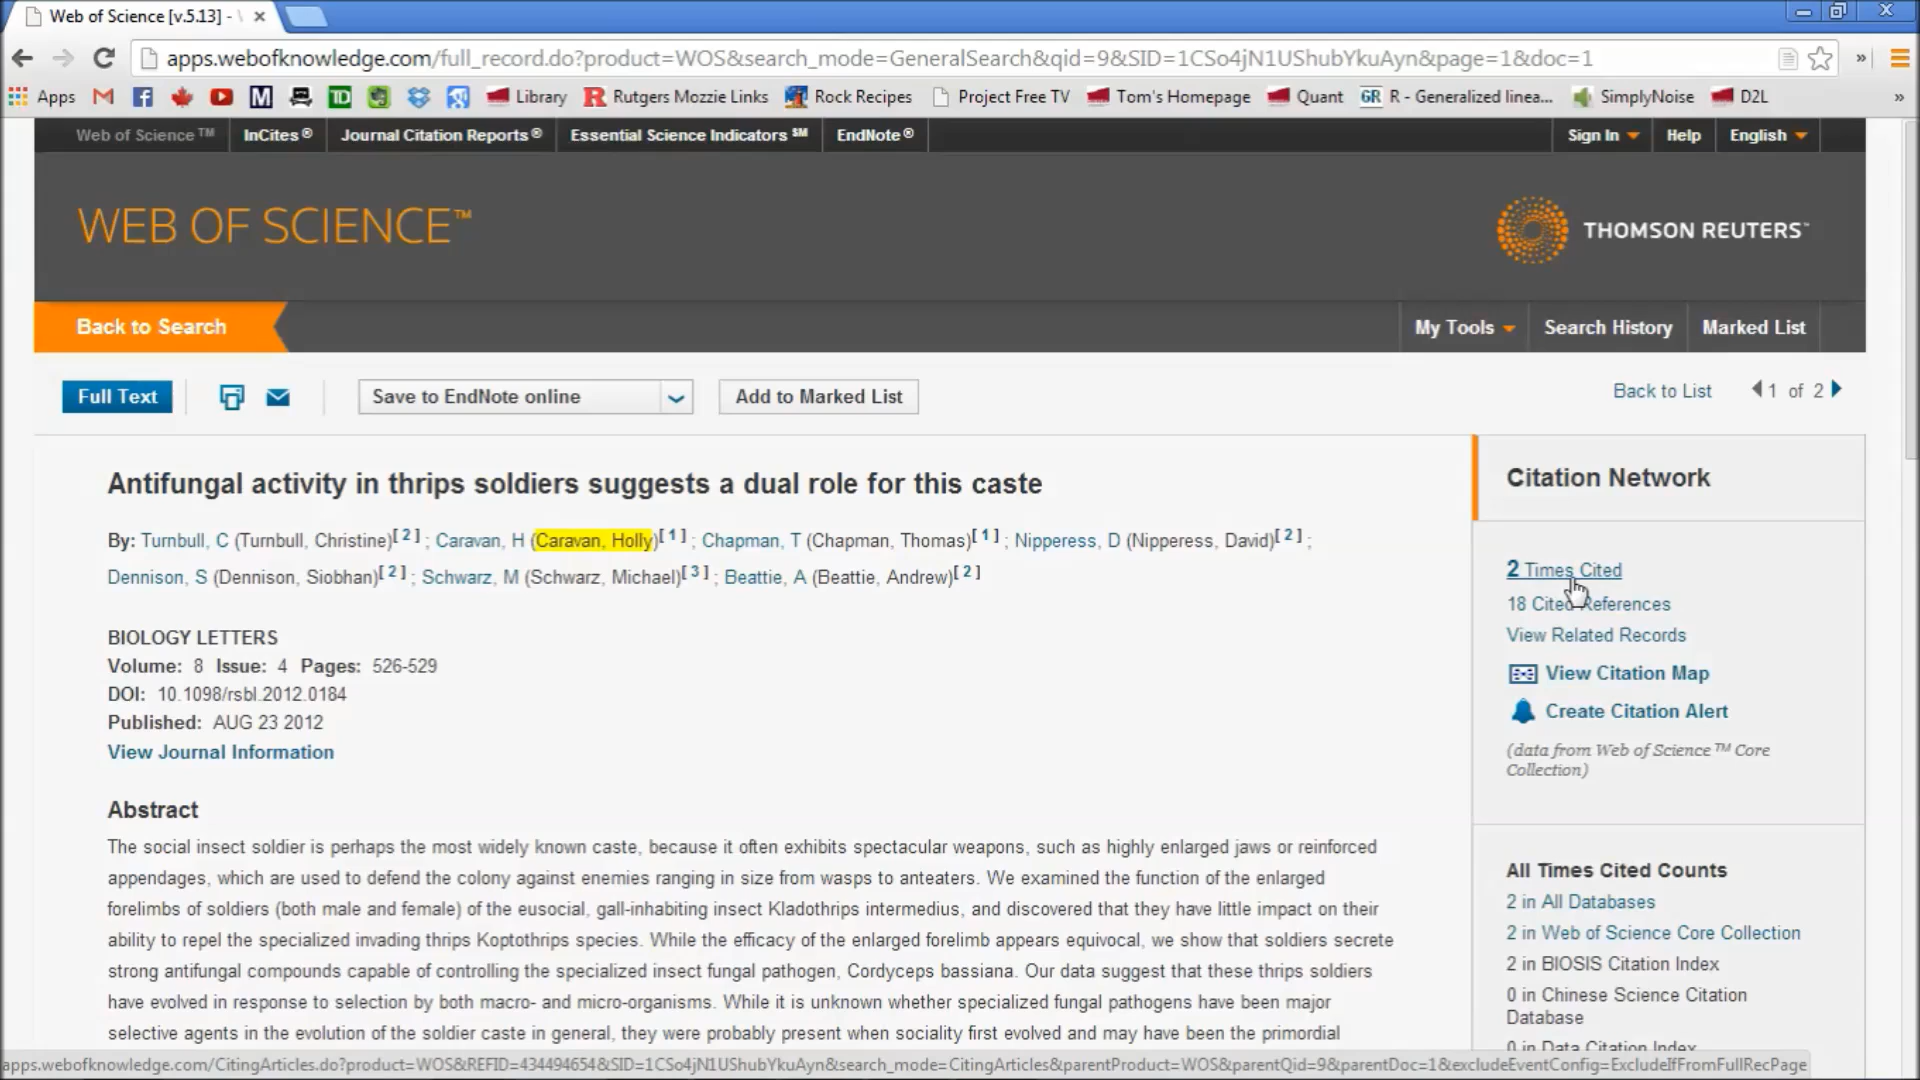 Web of Science [v.5.13] -
apps.webofknowledge.com/full_record.do?product=WOS&search_mode=GeneralSearch&qid=9&SID=1CSo4jN1UShubYkuAyn&page=1&doc=1
Apps Library Rutgers Mozzie Links Rock Recipes Project Free TV Tom's Homepage Quant R - Generalized linea... SimplyNoise D2L
Web of Science™ InCites® Journal Citation Reports® Essential Science Indicators℠ EndNote® Sign In Help English
WEB OF SCIENCE™
THOMSON REUTERS™
Back to Search My Tools Search History Marked List
Full Text Save to EndNote online Add to Marked List Back to List 1 of 2
Antifungal activity in thrips soldiers suggests a dual role for this caste
By: Turnbull, C (Turnbull, Christine)[ 2 ] ; Caravan, H (Caravan, Holly)[ 1 ] ; Chapman, T (Chapman, Thomas)[ 1 ] ; Nipperess, D (Nipperess, David)[ 2 ] ;
Dennison, S (Dennison, Siobhan)[ 2 ] ; Schwarz, M (Schwarz, Michael)[ 3 ] ; Beattie, A (Beattie, Andrew)[ 2 ]
BIOLOGY LETTERS
Volume: 8 Issue: 4 Pages: 526-529
DOI: 10.1098/rsbl.2012.0184
Published: AUG 23 2012
View Journal Information
Abstract
The social insect soldier is perhaps the most widely known caste, because it often exhibits spectacular weapons, such as highly enlarged jaws or reinforced
appendages, which are used to defend the colony against enemies ranging in size from wasps to anteaters. We examined the function of the enlarged
forelimbs of soldiers (both male and female) of the eusocial, gall-inhabiting insect Kladothrips intermedius, and discovered that they have little impact on their
ability to repel the specialized invading thrips Koptothrips species. While the efficacy of the enlarged forelimb appears equivocal, we show that soldiers secrete
strong antifungal compounds capable of controlling the specialized insect fungal pathogen, Cordyceps bassiana. Our data suggest that these thrips soldiers
have evolved in response to selection by both macro- and micro-organisms. While it is unknown whether specialized fungal pathogens have been major
selective agents in the evolution of the soldier caste in general, they were probably present when sociality first evolved and may have been the primordial
Citation Network
2 Times Cited
18 Cited References
View Related Records
View Citation Map
Create Citation Alert
(data from Web of Science™ Core
Collection)
All Times Cited Counts
2 in All Databases
2 in Web of Science Core Collection
2 in BIOSIS Citation Index
0 in Chinese Science Citation
Database
0 in Data Citation Index
apps.webofknowledge.com/CitingArticles.do?product=WOS&REFID=434494654&SID=1CSo4jN1UShubYkuAyn&search_mode=CitingArticles&parentProduct=WOS&parentQid=9&parentDoc=1&excludeEventConfig=ExcludeIfFromFullRecPage